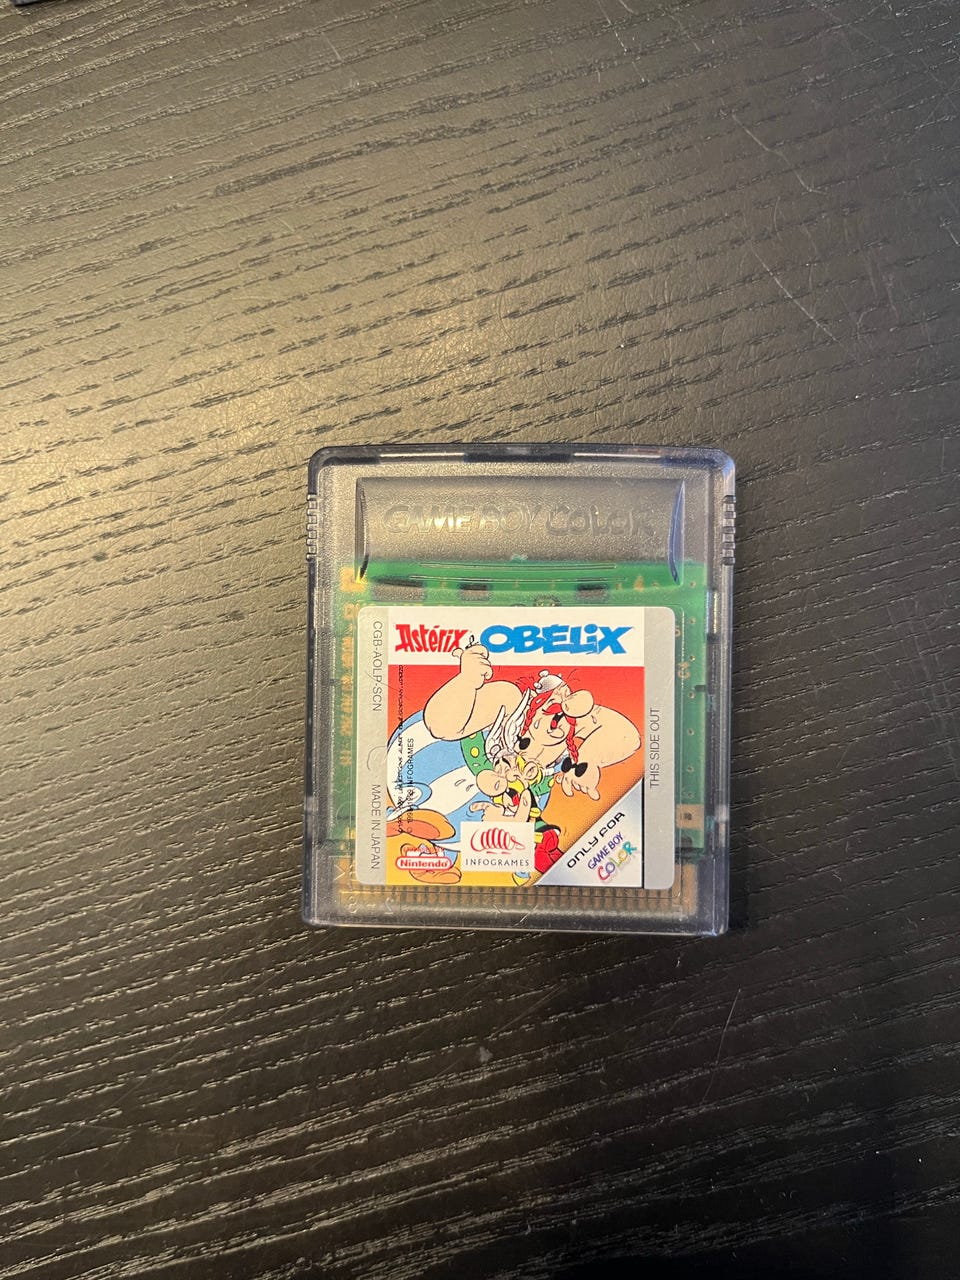 GAME BOY COLOR
Astérix & OBELIX
CGB-AOLP-SCN
MADE IN JAPAN
THIS SIDE OUT
INFOGRAMES
Nintendo
INFOGRAMES
ONLY FOR
GAME BOY
COLOR